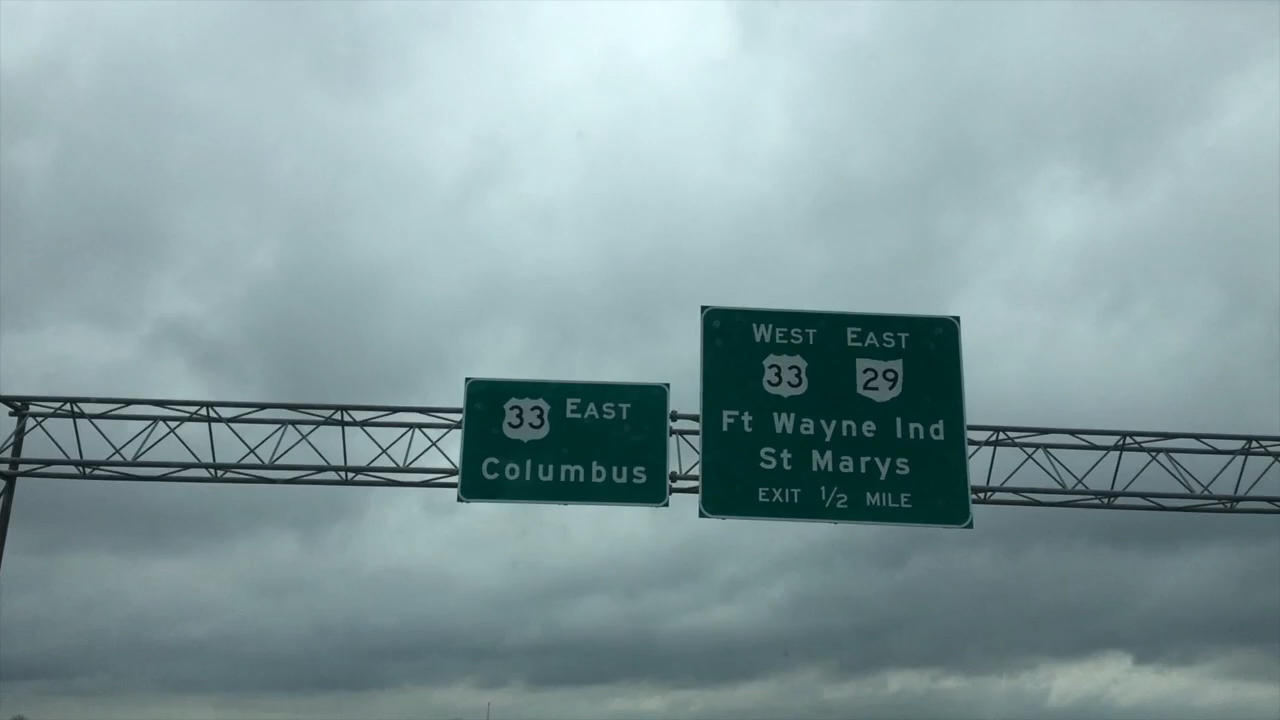 33 EAST
Columbus
WEST EAST
33 29
Ft Wayne Ind
St Marys
EXIT 1/2 MILE